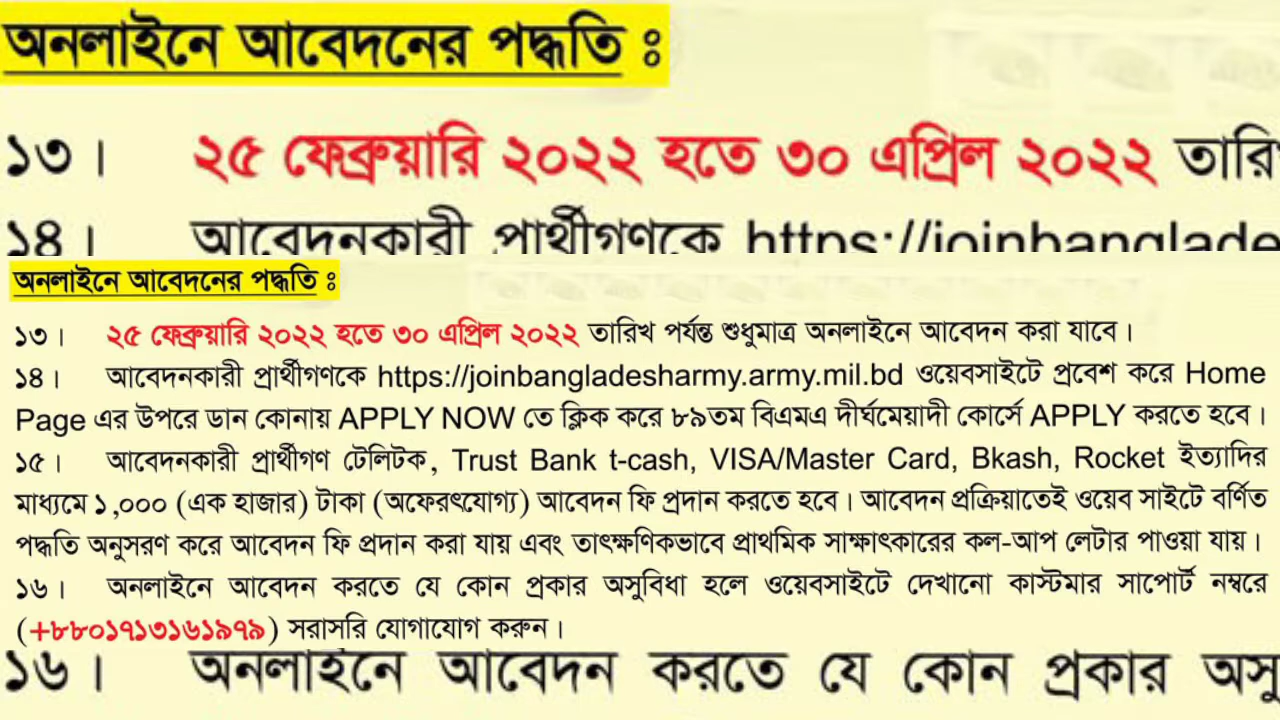 অনলাইনে আবেদনের পদ্ধতি ঃ
১৩। ২৫ ফেব্রুয়ারি ২০২২ হতে ৩০ এপ্রিল ২০২২
১৪। আবেদনকারী প্রার্থীগণকে
অনলাইনে আবেদনের পদ্ধতি ঃ
১৩। ২৫ ফেব্রুয়ারি ২০২২ হতে ৩০ এপ্রিল ২০২২ তারিখ পর্যন্ত শুধুমাত্র অনলাইনে আবেদন করা যাবে।
১৪। আবেদনকারী প্রার্থীগণকে https://joinbangladesharmy.army.mil.bd ওয়েবসাইটে প্রবেশ করে Home
Page এর উপরে ডান কোনায় APPLY NOW তে ক্লিক করে ৮৯তম বিএমএ দীর্ঘমেয়াদী কোর্সে APPLY করতে হবে।
১৫। আবেদনকারী প্রার্থীগণ টেলিটক, Trust Bank t-cash, VISA/Master Card, Bkash, Rocket ইত্যাদির
মাধ্যমে ১,০০০ (এক হাজার) টাকা (অফেরৎযোগ্য) আবেদন ফি প্রদান করতে হবে। আবেদন প্রক্রিয়াতেই ওয়েব সাইটে বর্ণিত
পদ্ধতি অনুসরণ করে আবেদন ফি প্রদান করা যায় এবং তাৎক্ষণিকভাবে প্রাথমিক সাক্ষাৎকারের কল-আপ লেটার পাওয়া যায়।
১৬। অনলাইনে আবেদন করতে যে কোন প্রকার অসুবিধা হলে ওয়েবসাইটে দেখানো কাস্টমার সাপোর্ট নম্বরে
(+৮৮০১৭১৩১৬১৯৭৯) সরাসরি যোগাযোগ করুন।
১৬। অনলাইনে আবেদন করতে যে কোন প্রকার